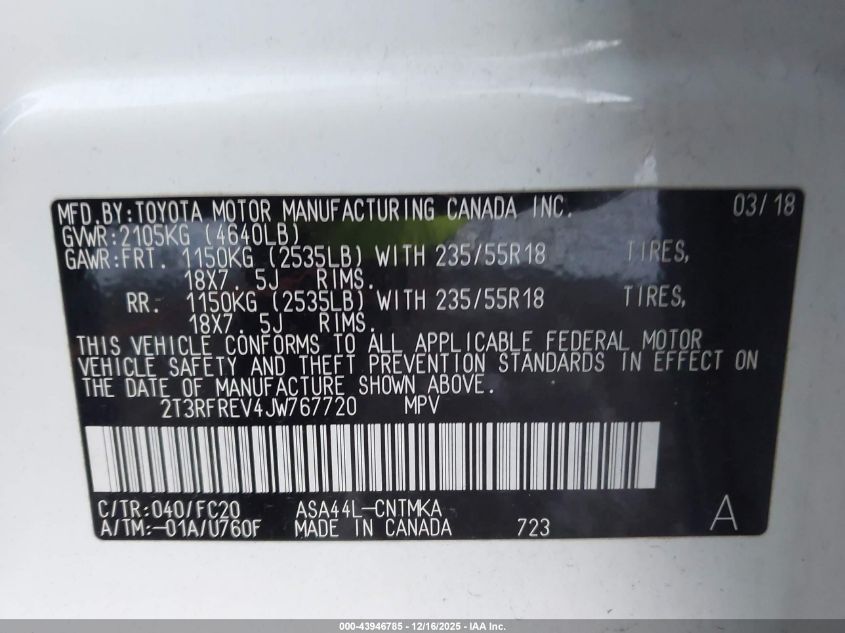 MFD.BY:TOYOTA MOTOR MANUFACTURING CANADA INC. 03/18
GVWR:2105KG (4640LB)
GAWR:FRT. 1150KG (2535LB) WITH 235/55R18 TIRES,
18X7.5J RIMS.
RR: 1150KG (2535LB) WITH 235/55R18 TIRES,
18X7.5J RIMS.
THIS VEHICLE CONFORMS TO ALL APPLICABLE FEDERAL MOTOR
VEHICLE SAFETY AND THEFT PREVENTION STANDARDS IN EFFECT ON
THE DATE OF MANUFACTURE SHOWN ABOVE.
2T3RFREV4JW767720 MPV
C/TR:040/FC20 ASA44L-CNTMKA
A/TM:-01A/U760F MADE IN CANADA 723 A
000-43946785 - 12/16/2025 - IAA Inc.